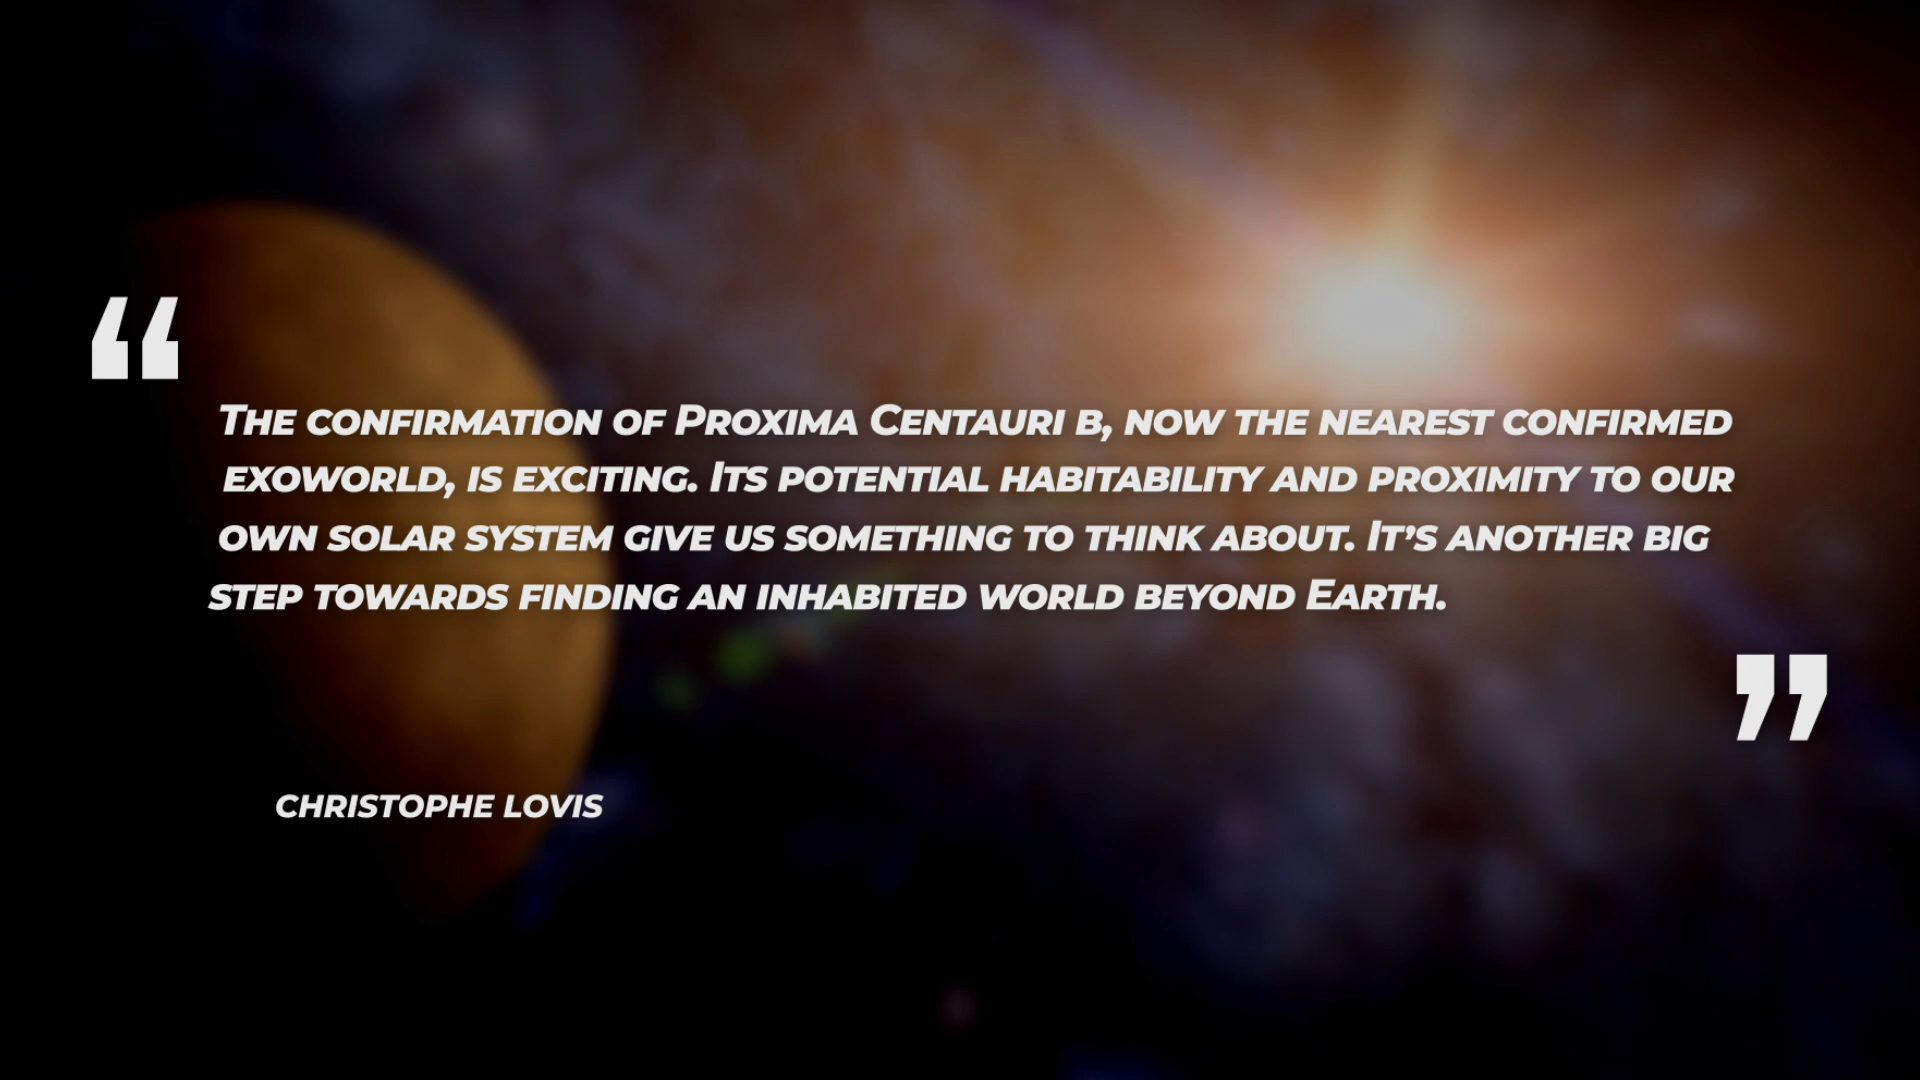 “
The confirmation of Proxima Centauri b, now the nearest confirmed
exoworld, is exciting. Its potential habitability and proximity to our
own solar system give us something to think about. It’s another big
step towards finding an inhabited world beyond Earth.
”
CHRISTOPHE LOVIS